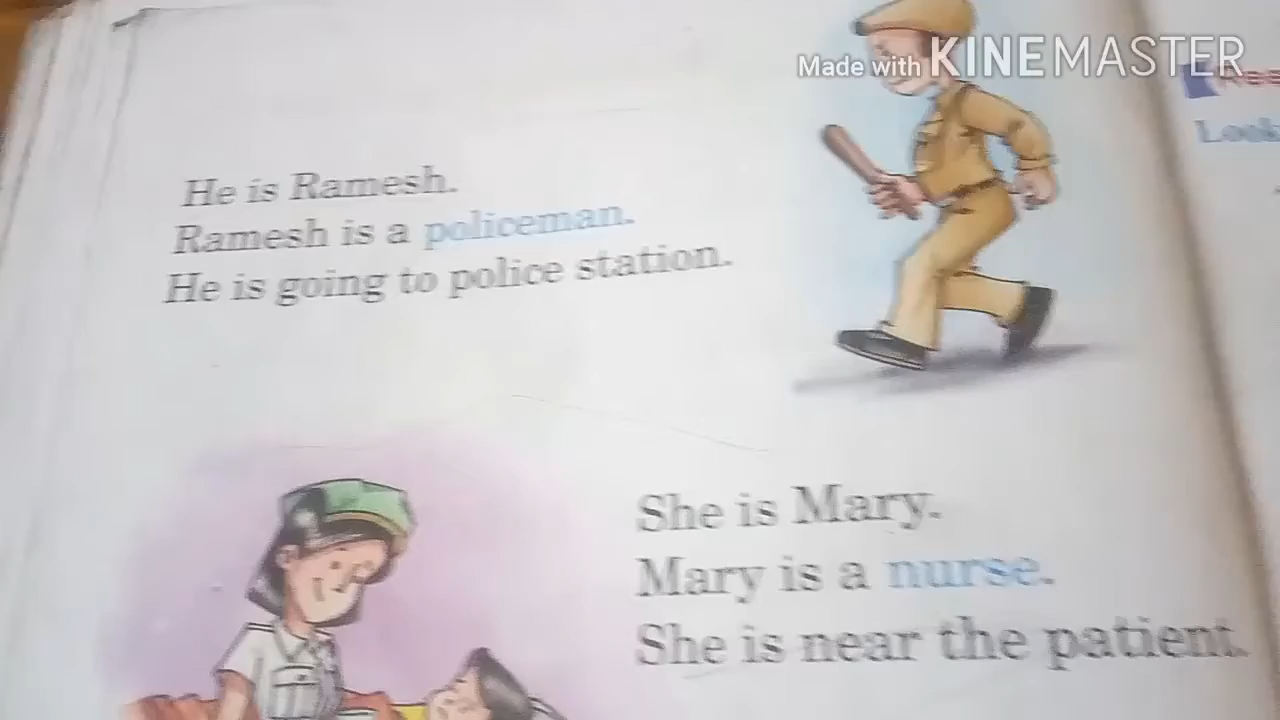 Made with KINEMASTER
Look
He is Ramesh.
Ramesh is a policeman.
He is going to police station.
She is Mary.
Mary is a nurse.
She is near the patient.